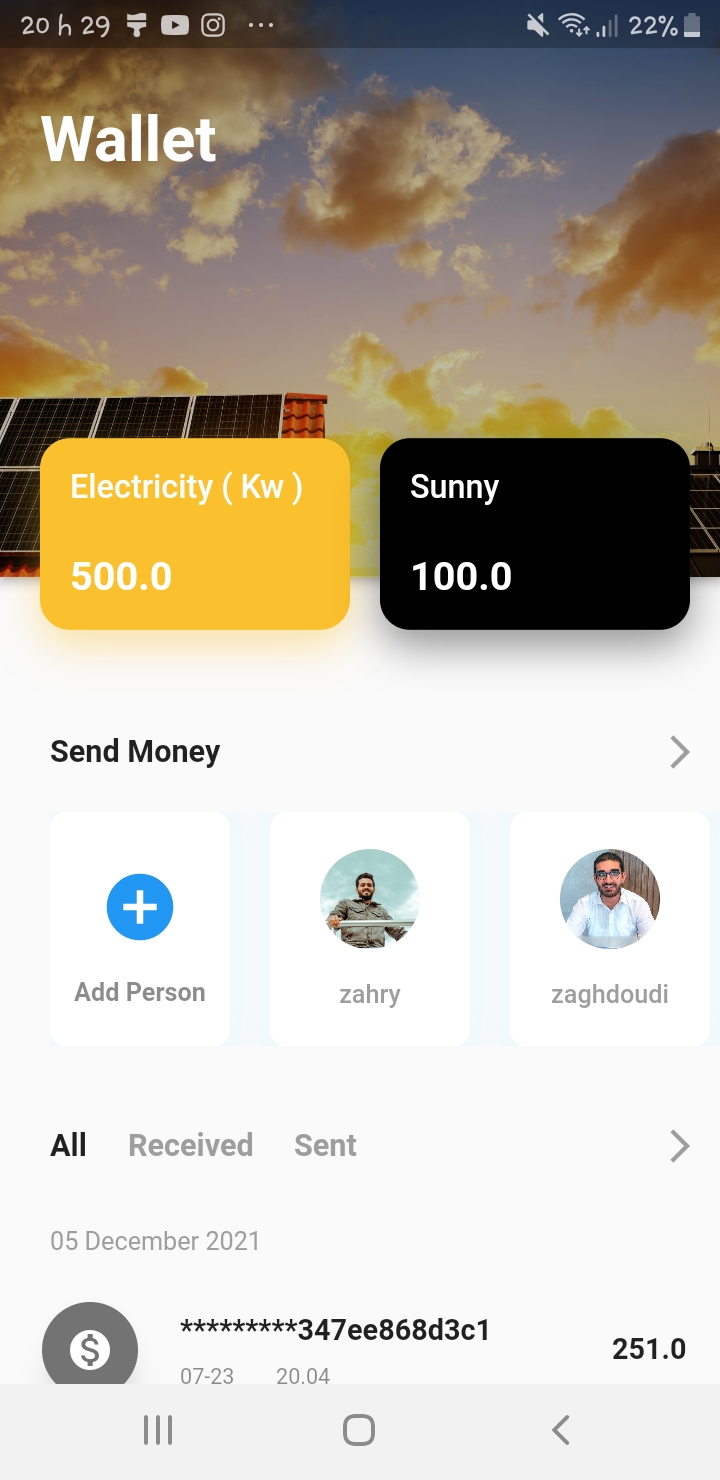 20 h 29
22%
Wallet
Electricity ( Kw )
Sunny
500.0
100.0
Send Money
Add Person
zahry
zaghdoudi
All Received Sent
05 December 2021
*********347ee868d3c1
251.0
07-23 20.04